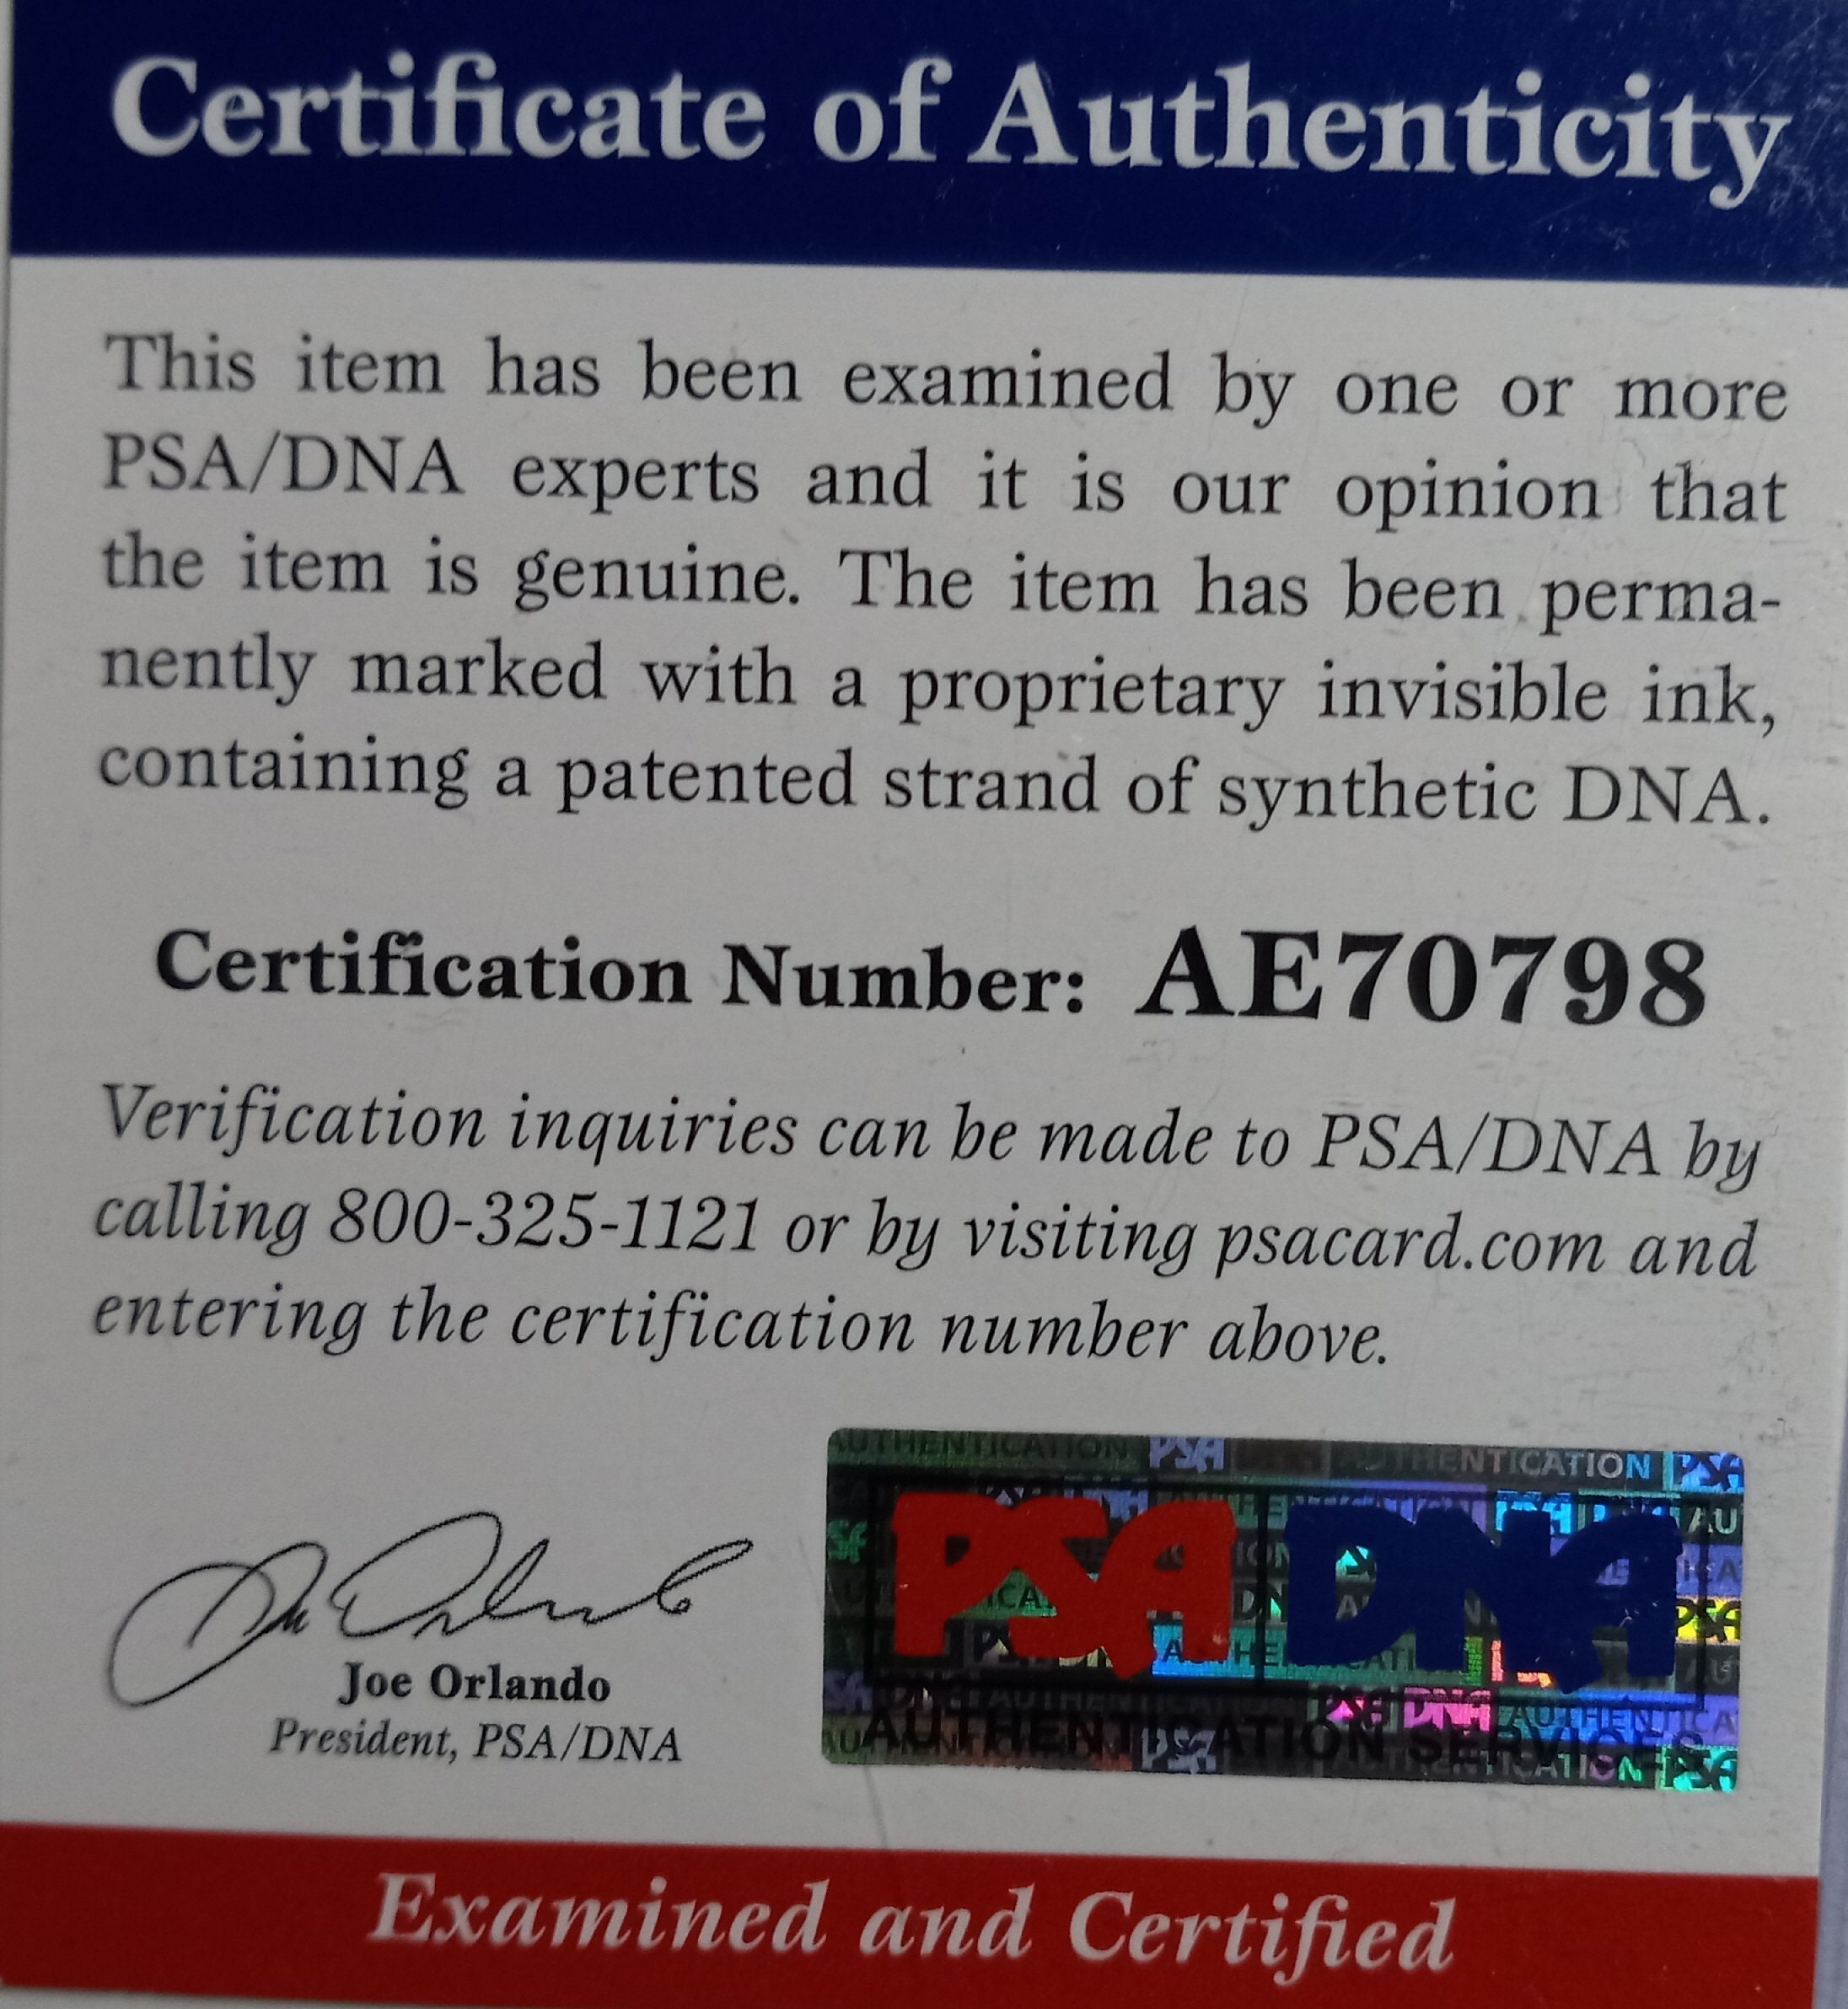 Certificate of Authenticity
This item has been examined by one or more
PSA/DNA experts and it is our opinion that
the item is genuine. The item has been perma-
nently marked with a proprietary invisible ink,
containing a patented strand of synthetic DNA.
Certification Number: AE70798
Verification inquiries can be made to PSA/DNA by
calling 800-325-1121 or by visiting psacard.com and
entering the certification number above.
Joe Orlando
President, PSA/DNA
PSA DNA
AUTHENTICATION SERVICES
Examined and Certified